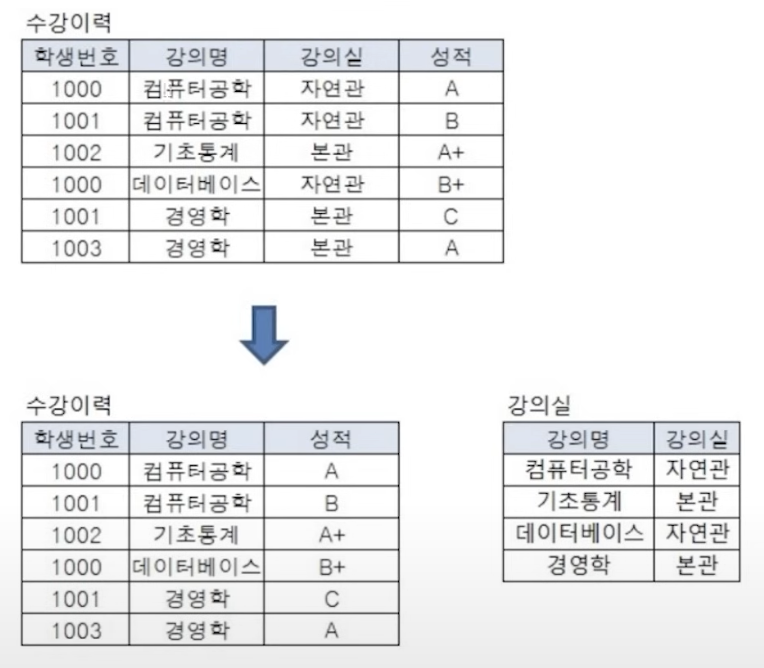 수강이력
학생번호 강의명 강의실 성적
1000 컴퓨터공학 자연관 A
1001 컴퓨터공학 자연관 B
1002 기초통계 본관 A+
1000 데이터베이스 자연관 B+
1001 경영학 본관 C
1003 경영학 본관 A
수강이력
학생번호 강의명 성적
1000 컴퓨터공학 A
1001 컴퓨터공학 B
1002 기초통계 A+
1000 데이터베이스 B+
1001 경영학 C
1003 경영학 A
강의실
강의명 강의실
컴퓨터공학 자연관
기초통계 본관
데이터베이스 자연관
경영학 본관